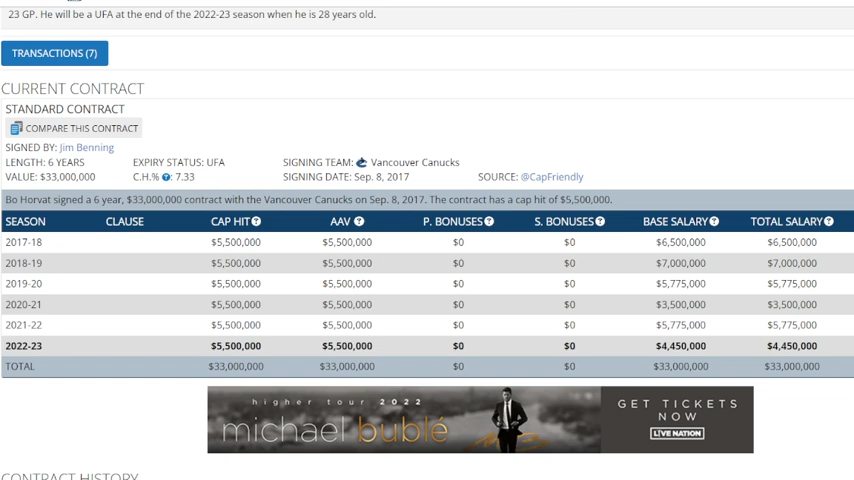 23 GP. He will be a UFA at the end of the 2022-23 season when he is 28 years old.
TRANSACTIONS (7)
CURRENT CONTRACT
STANDARD CONTRACT
COMPARE THIS CONTRACT
SIGNED BY: Jim Benning
LENGTH: 6 YEARS EXPIRY STATUS: UFA SIGNING TEAM: Vancouver Canucks
VALUE: $33,000,000 C.H.% ?: 7.33 SIGNING DATE: Sep. 8, 2017 SOURCE: @CapFriendly
Bo Horvat signed a 6 year, $33,000,000 contract with the Vancouver Canucks on Sep. 8, 2017. The contract has a cap hit of $5,500,000.
SEASON CLAUSE CAP HIT ? AAV ? P. BONUSES ? S. BONUSES ? BASE SALARY ? TOTAL SALARY ?
2017-18 $5,500,000 $5,500,000 $0 $0 $6,500,000 $6,500,000
2018-19 $5,500,000 $5,500,000 $0 $0 $7,000,000 $7,000,000
2019-20 $5,500,000 $5,500,000 $0 $0 $5,775,000 $5,775,000
2020-21 $5,500,000 $5,500,000 $0 $0 $3,500,000 $3,500,000
2021-22 $5,500,000 $5,500,000 $0 $0 $5,775,000 $5,775,000
2022-23 $5,500,000 $5,500,000 $0 $0 $4,450,000 $4,450,000
TOTAL $33,000,000 $33,000,000 $0 $0 $33,000,000 $33,000,000
higher tour 2022
michael bublé
GET TICKETS
NOW
LIVE NATION
CONTRACT HISTORY